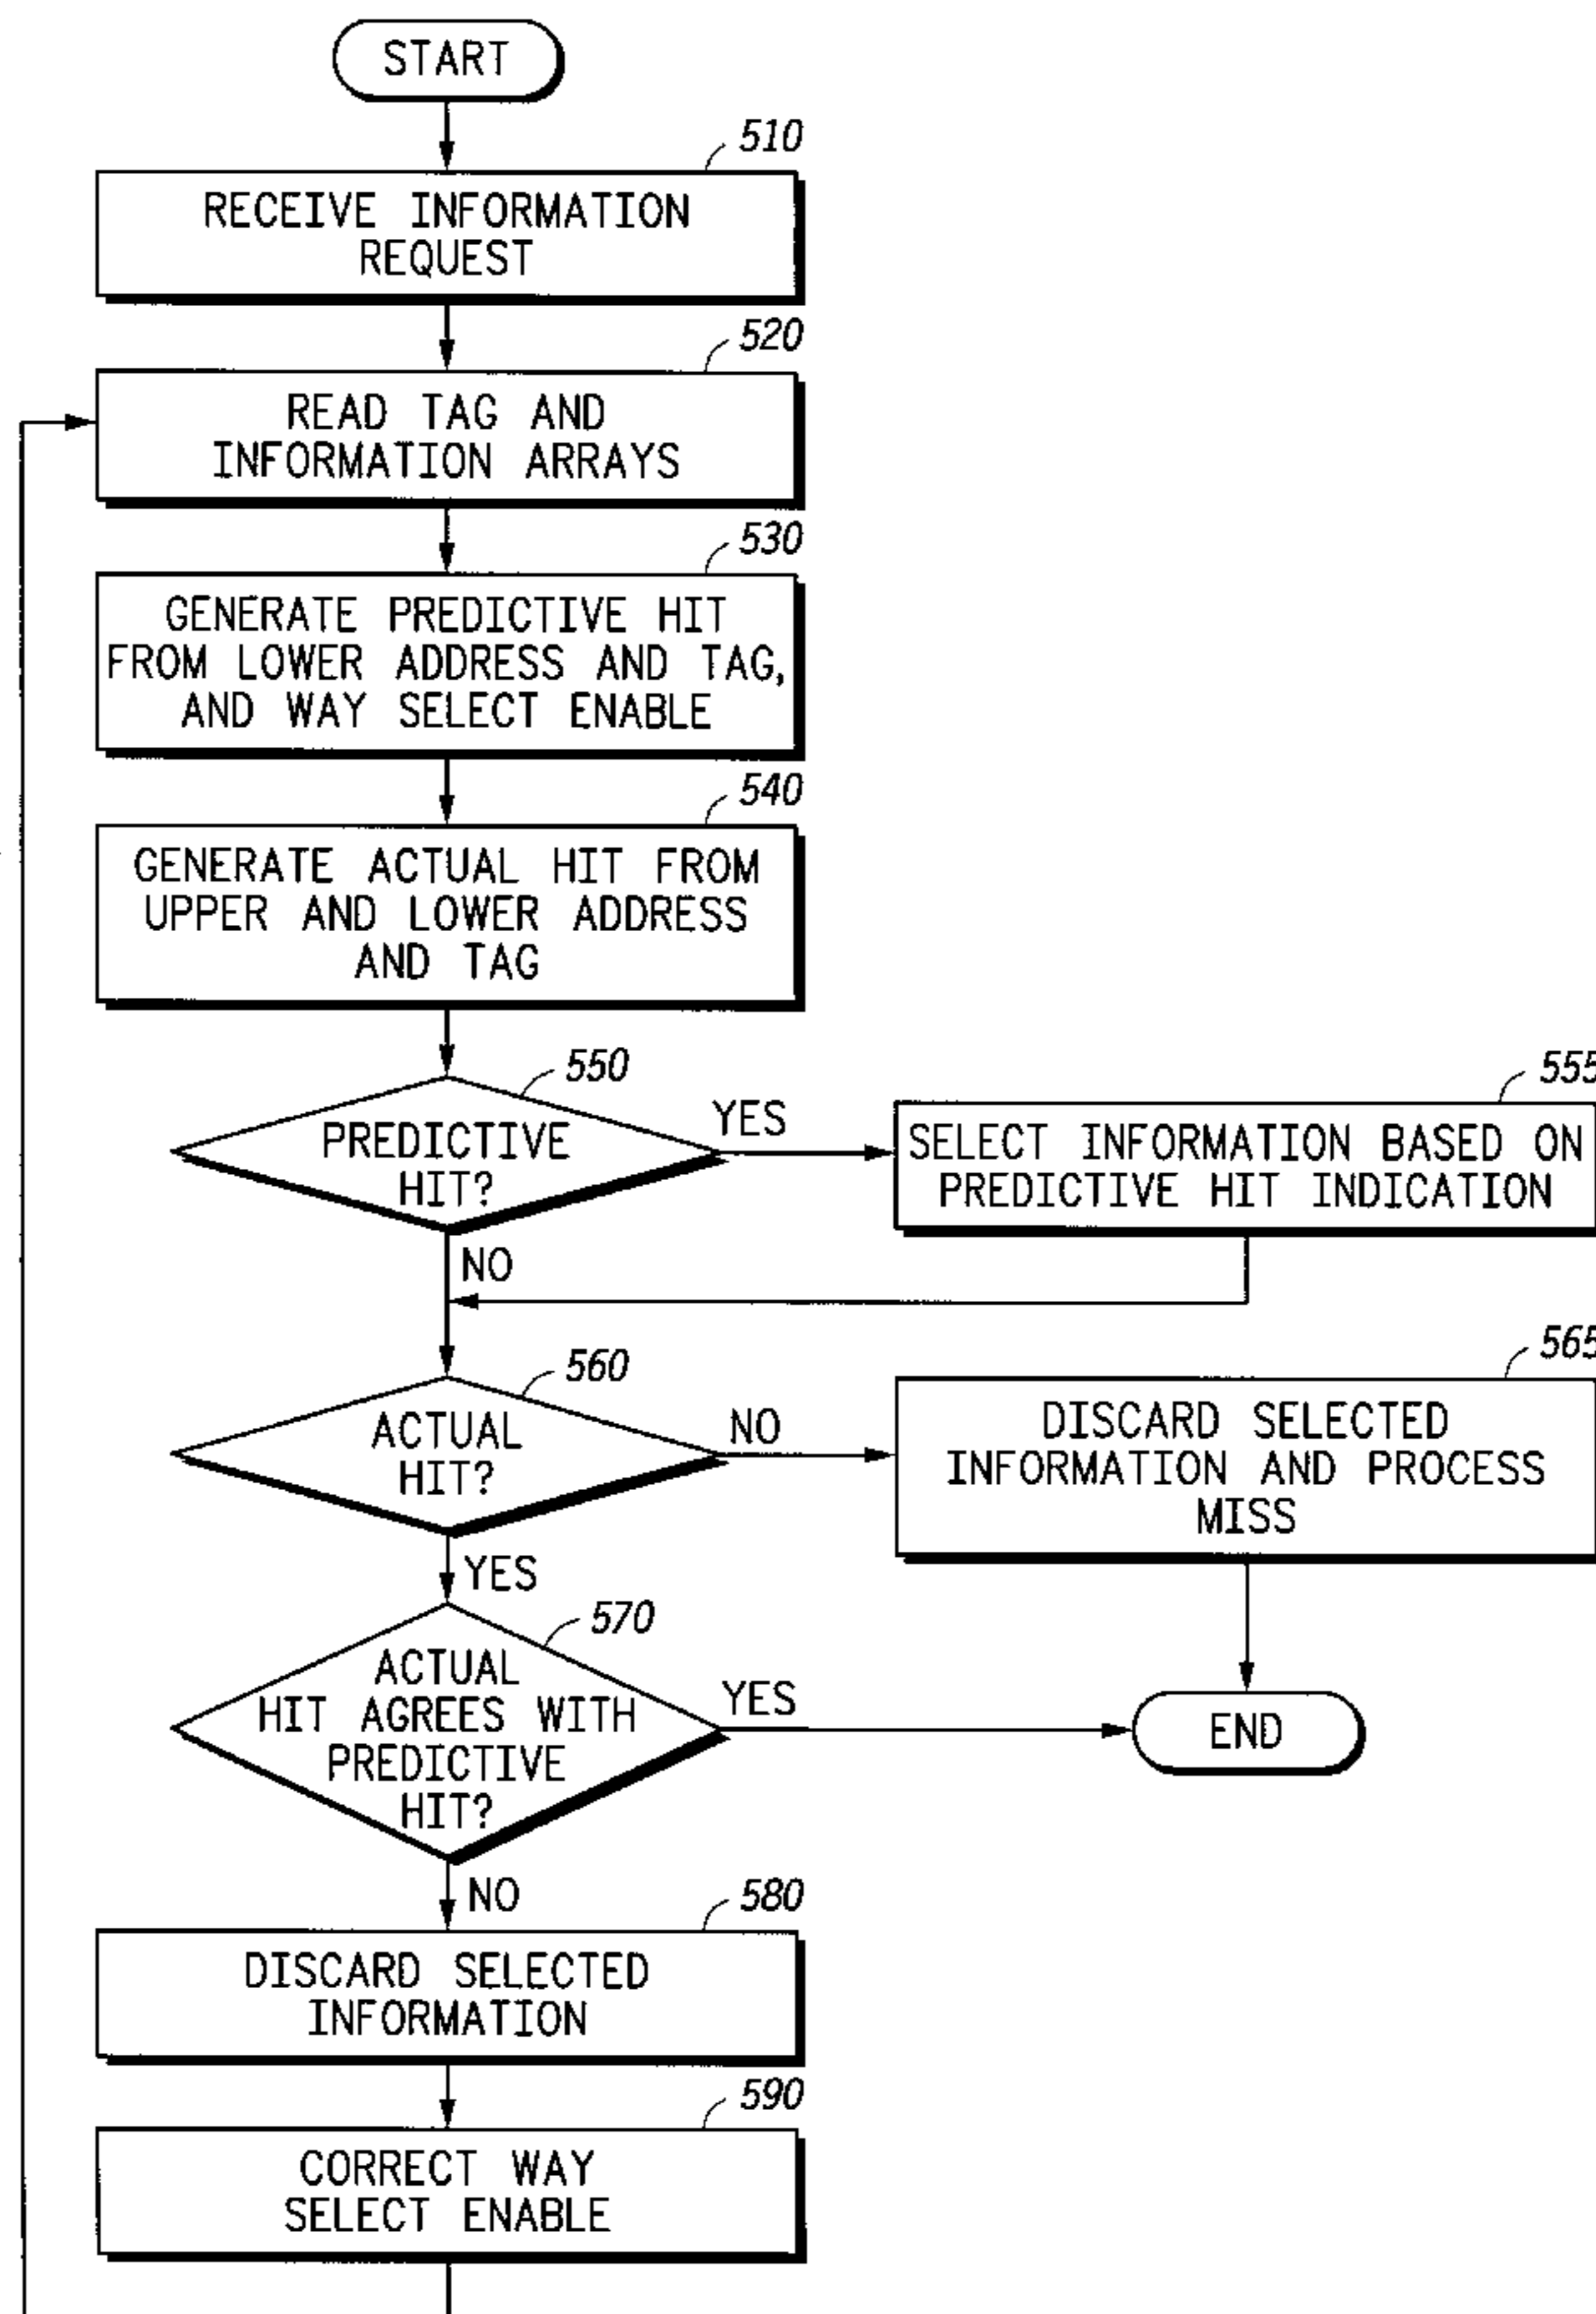 START
510
RECEIVE INFORMATION
REQUEST
520
READ TAG AND
INFORMATION ARRAYS
530
GENERATE PREDICTIVE HIT
FROM LOWER ADDRESS AND TAG,
AND WAY SELECT ENABLE
540
GENERATE ACTUAL HIT FROM
UPPER AND LOWER ADDRESS
AND TAG
550
PREDICTIVE
HIT?
YES
NO
555
SELECT INFORMATION BASED ON
PREDICTIVE HIT INDICATION
560
ACTUAL
HIT?
NO
YES
565
DISCARD SELECTED
INFORMATION AND PROCESS
MISS
570
ACTUAL
HIT AGREES WITH
PREDICTIVE
HIT?
YES
END
NO
580
DISCARD SELECTED
INFORMATION
590
CORRECT WAY
SELECT ENABLE